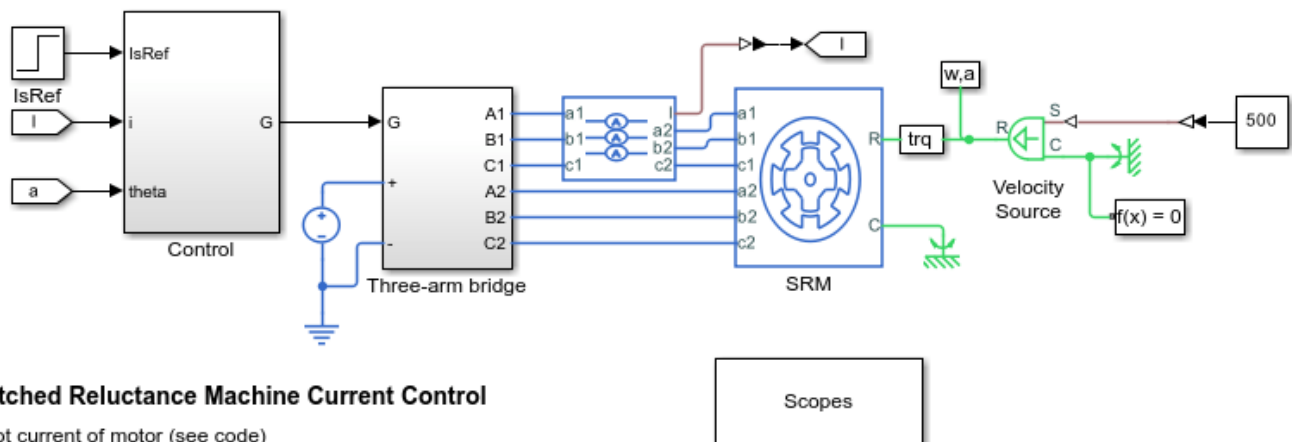 IsRef
I
a
IsRef
i
theta
G
Control
G
+
-
A1
B1
C1
A2
B2
C2
Three-arm bridge
+
−
a1
b1
c1
A
A
A
I
a2
b2
c2
I
a1
b1
c1
a2
b2
c2
R
C
SRM
trq
w,a
R
S
C
Velocity
Source
500
f(x) = 0
Scopes
tched Reluctance Machine Current Control
ot current of motor (see code)